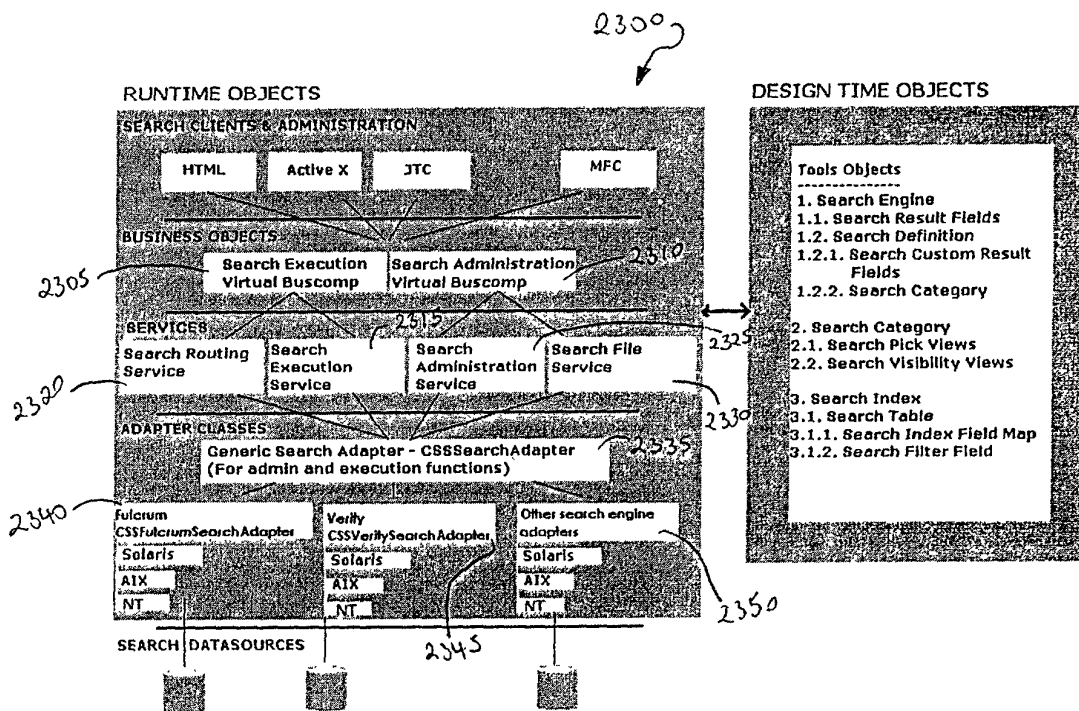 2300
RUNTIME OBJECTS
DESIGN TIME OBJECTS
SEARCH CLIENTS & ADMINISTRATION
HTML
Active X
JTC
MFC
BUSINESS OBJECTS
2305
Search Execution
Virtual Buscomp
Search Administration
Virtual Buscomp
2310
SERVICES
2315
2325
Search Routing
Service
Search
Execution
Service
Search
Administration
Service
Search File
Service
2320
2330
ADAPTER CLASSES
Generic Search Adapter - CSSSearchAdapter
(For admin and execution functions)
2335
2340
Fulcrum
CSSFulcrumSearchAdapter
Solaris
AIX
NT
Verity
CSSVeritySearchAdapter
Solaris
AIX
NT
Other search engine
adapters
Solaris
AIX
NT
2345
2350
SEARCH DATASOURCES
Tools Objects
--------------
1. Search Engine
1.1. Search Result Fields
1.2. Search Definition
1.2.1. Search Custom Result
Fields
1.2.2. Search Category
2. Search Category
2.1. Search Pick Views
2.2. Search Visibility Views
3. Search Index
3.1. Search Table
3.1.1. Search Index Field Map
3.1.2. Search Filter Field